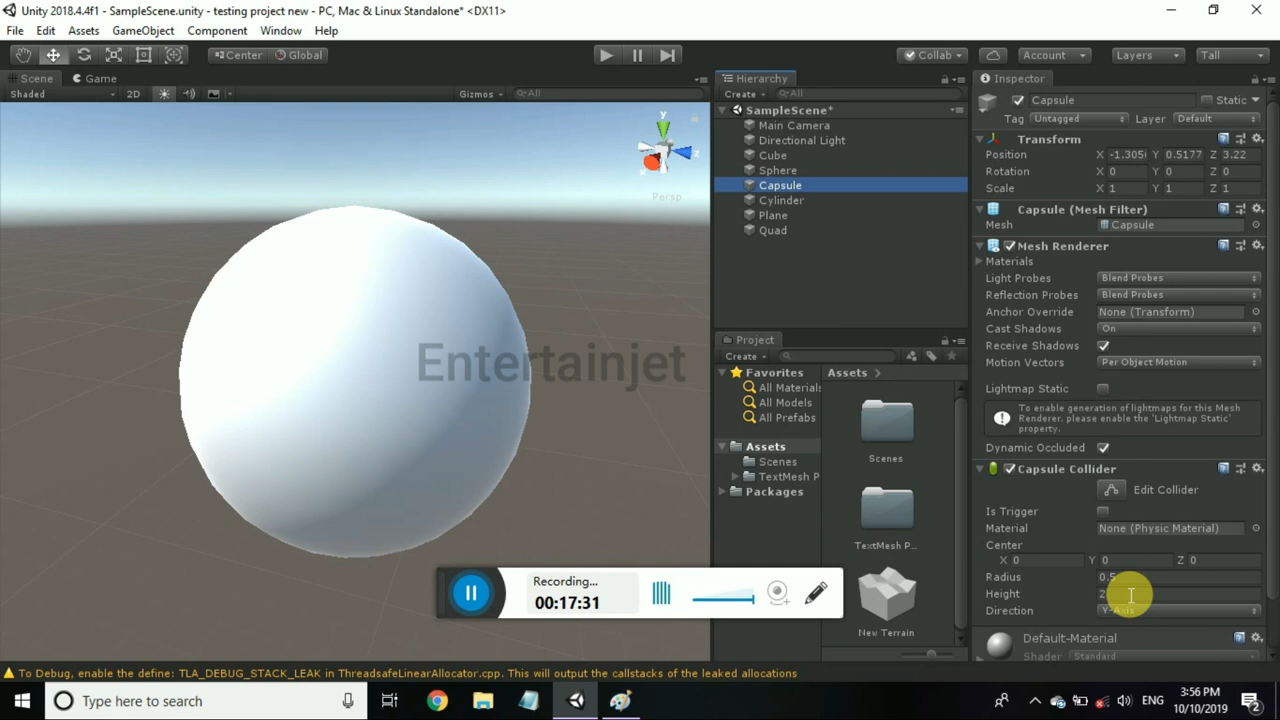 Unity 2018.4.4f1 - SampleScene.unity - testing project new - PC, Mac & Linux Standalone* <DX11>
File Edit Assets GameObject Component Window Help
Center Global Collab Account Layers Tall
Scene Game
Shaded 2D Gizmos All
y z x
Persp
Entertainjet
Hierarchy
Create All
SampleScene*
Main Camera
Directional Light
Cube
Sphere
Capsule
Cylinder
Plane
Quad
Project
Create
Favorites
All Materials
All Models
All Prefabs
Assets
Scenes
TextMesh P
Packages
Assets
Scenes
TextMesh P...
New Terrain
Inspector
Capsule Static
Tag Untagged Layer Default
Transform
Position X -1.305 Y 0.5177 Z 3.22
Rotation X 0 Y 0 Z 0
Scale X 1 Y 1 Z 1
Capsule (Mesh Filter)
Mesh Capsule
Mesh Renderer
Materials
Light Probes Blend Probes
Reflection Probes Blend Probes
Anchor Override None (Transform)
Cast Shadows On
Receive Shadows
Motion Vectors Per Object Motion
Lightmap Static
To enable generation of lightmaps for this Mesh
Renderer, please enable the 'Lightmap Static'
property.
Dynamic Occluded
Capsule Collider
Edit Collider
Is Trigger
Material None (Physic Material)
Center
X 0 Y 0 Z 0
Radius 0.5
Height 2
Direction Y-Axis
Default-Material
Shader Standard
Recording...
00:17:31
To Debug, enable the define: TLA_DEBUG_STACK_LEAK in ThreadsafeLinearAllocator.cpp. This will output the callstacks of the leaked allocations
Type here to search
ENG
3:56 PM
10/10/2019
2